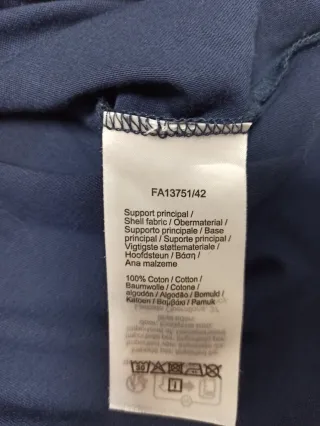 FA13751/42
Support principal /
Shell fabric / Obermaterial /
Supporto principale / Base
principal / Suporte principal /
Vigtigste støttemateriale /
Hoofdsteun / Βάση /
Ana malzeme
100% Coton / Cotton /
Baumwolle / Cotone /
algodón / Algodão / Bomuld /
Katoen / Βαμβάκι / Pamuk
30